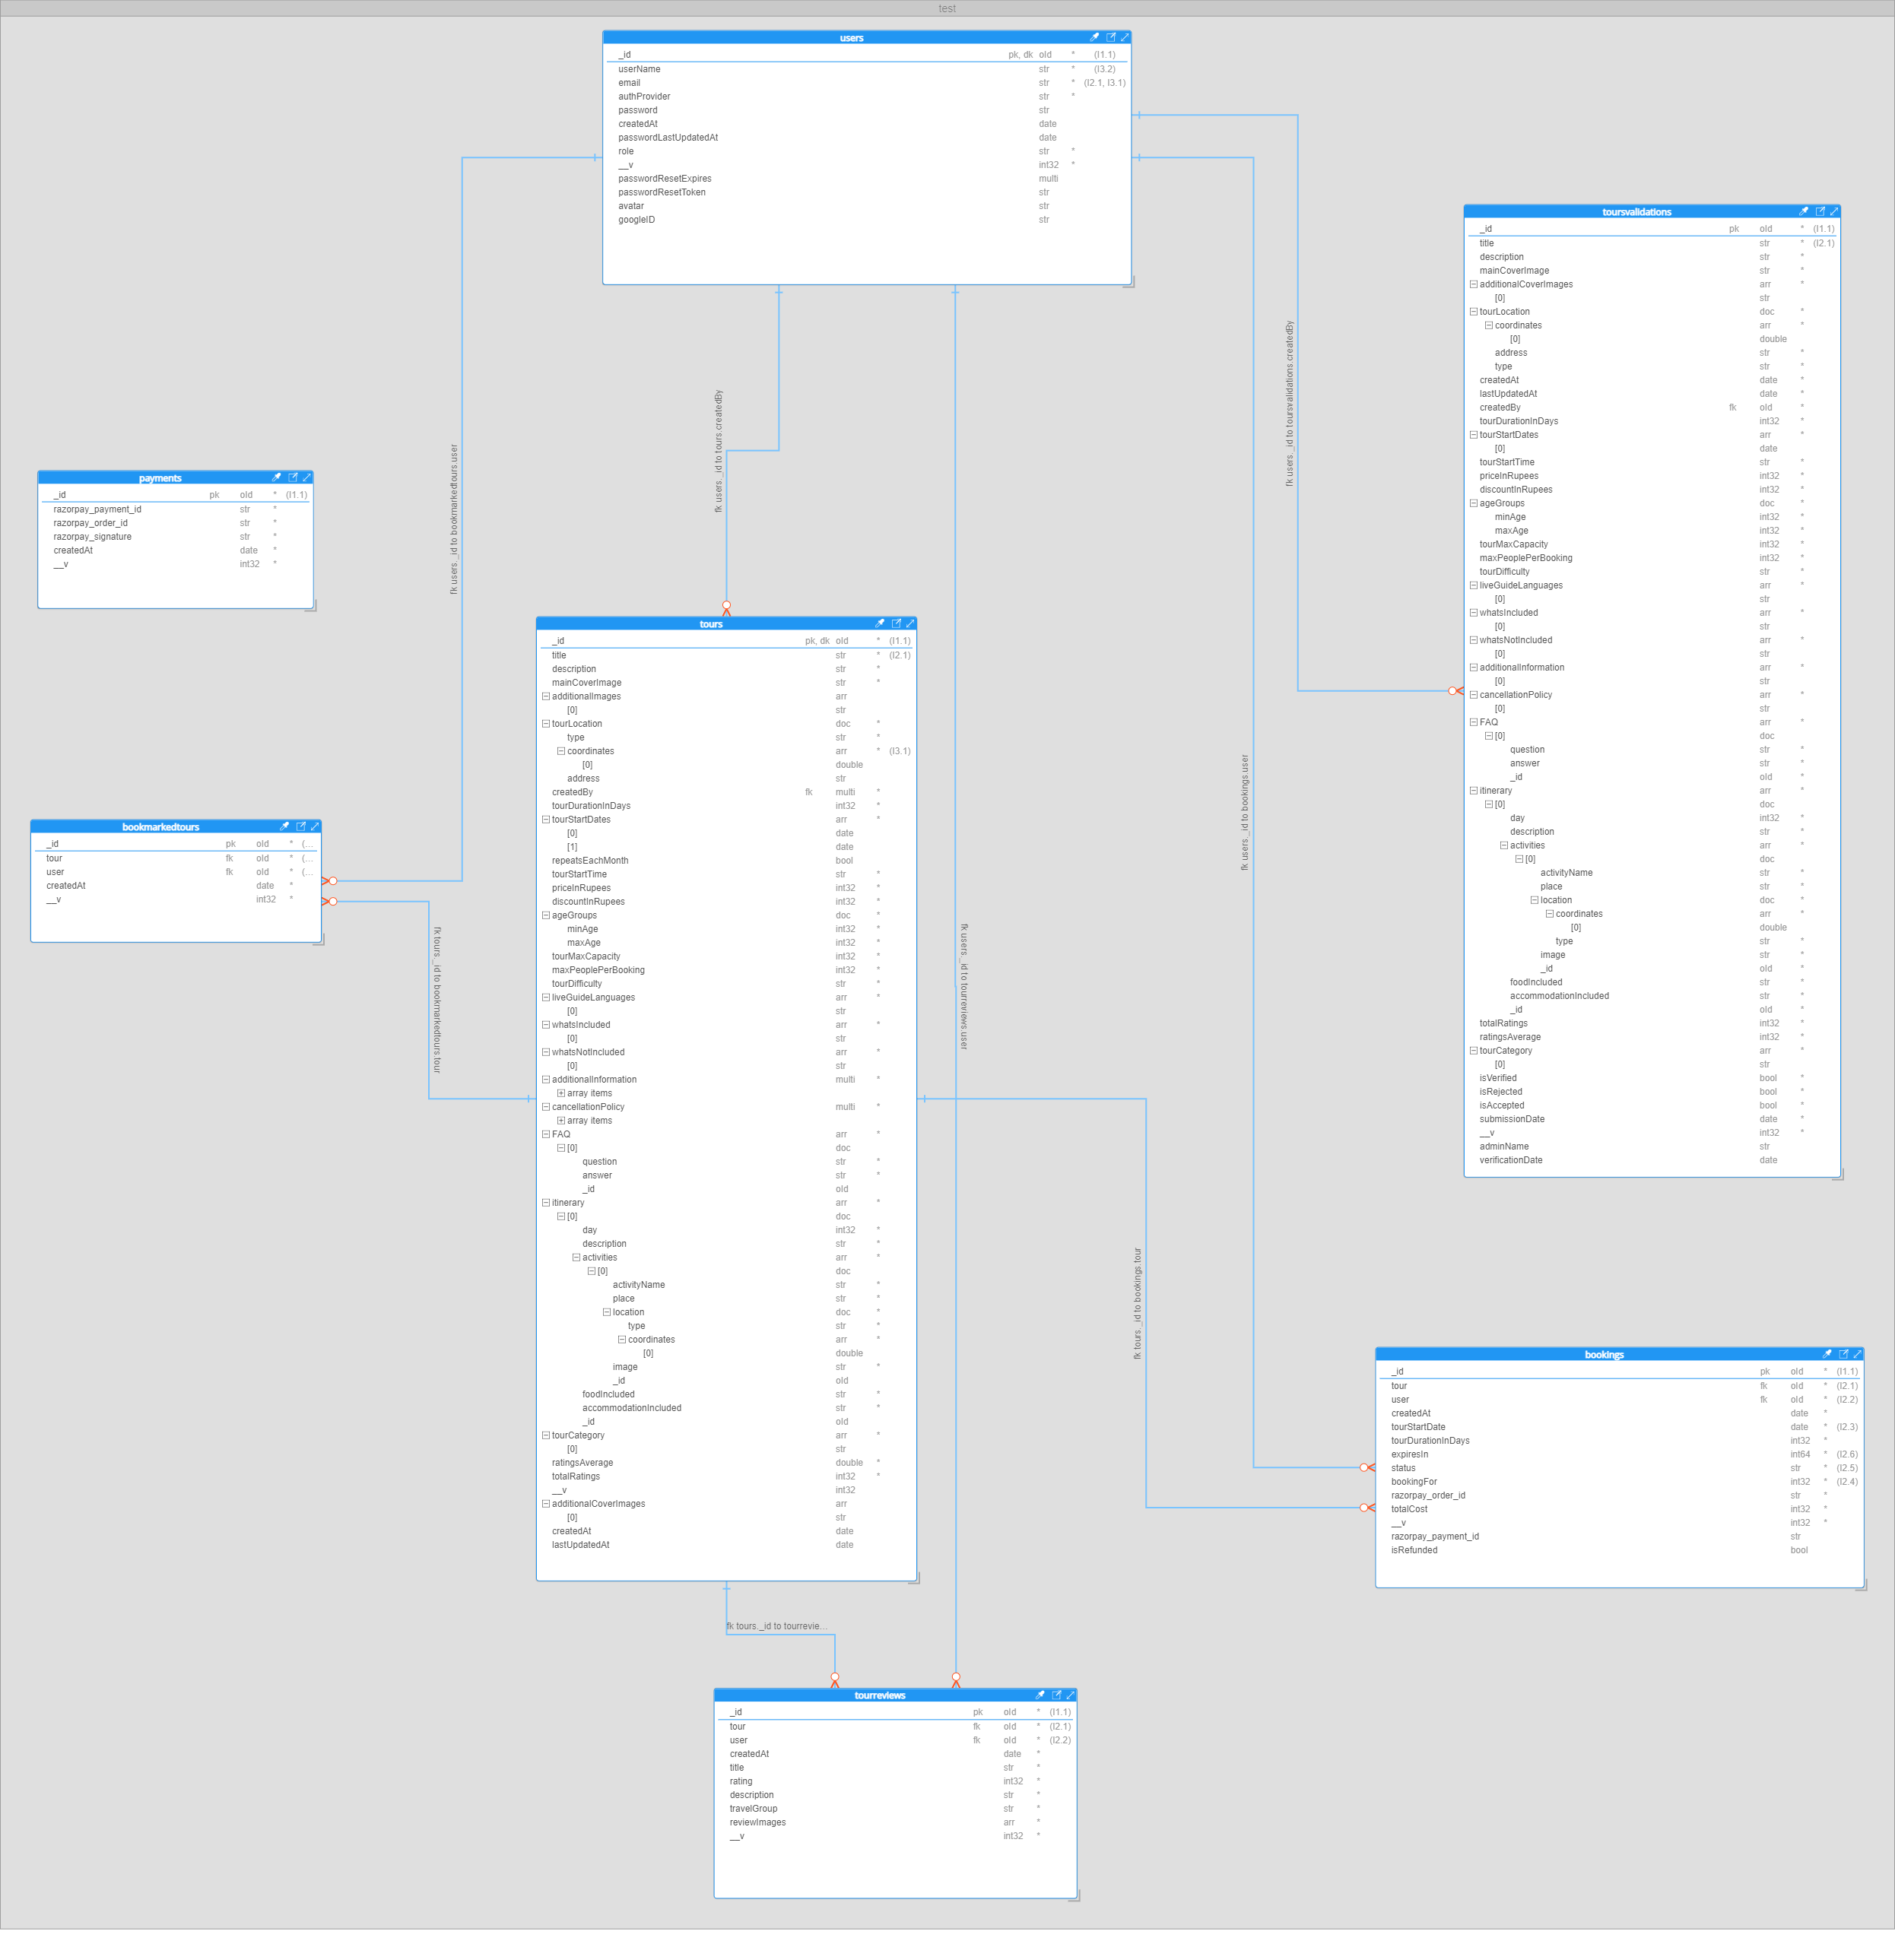 test
users
_id pk, dk oId * (I1.1)
userName str * (I3.2)
email str * (I2.1, I3.1)
authProvider str *
password str
createdAt date
passwordLastUpdatedAt date
role str *
__v int32 *
passwordResetExpires multi
passwordResetToken str
avatar str
googleID str
toursvalidations
_id pk oId * (I1.1)
title str * (I2.1)
description str *
mainCoverImage str *
additionalCoverImages arr *
[0] str
tourLocation doc *
coordinates arr *
[0] double
address str *
type str *
createdAt date *
lastUpdatedAt date *
createdBy fk oId *
tourDurationInDays int32 *
tourStartDates arr *
[0] date
tourStartTime str *
priceInRupees int32 *
discountInRupees int32 *
ageGroups doc *
minAge int32 *
maxAge int32 *
tourMaxCapacity int32 *
maxPeoplePerBooking int32 *
tourDifficulty str *
liveGuideLanguages arr *
[0] str
whatsIncluded arr *
[0] str
whatsNotIncluded arr *
[0] str
additionalInformation arr *
[0] str
cancellationPolicy arr *
[0] str
FAQ arr *
[0] doc
question str *
answer str *
_id oId *
itinerary arr *
[0] doc
day int32 *
description str *
activities arr *
[0] doc
activityName str *
place str *
location doc *
coordinates arr *
[0] double
type str *
image str *
_id oId *
foodIncluded str *
accommodationIncluded str *
_id oId *
totalRatings int32 *
ratingsAverage int32 *
tourCategory arr *
[0] str
isVerified bool *
isRejected bool *
isAccepted bool *
submissionDate date *
__v int32 *
adminName str
verificationDate date
fk users._id to toursvalidations.createdBy
fk users._id to tours.createdBy
fk users._id to bookmarkedtours.user
payments
_id pk oId * (I1.1)
razorpay_payment_id str *
razorpay_order_id str *
razorpay_signature str *
createdAt date *
__v int32 *
tours
_id pk, dk oId * (I1.1)
title str * (I2.1)
description str *
mainCoverImage str *
additionalImages arr
[0] str
tourLocation doc *
type str *
coordinates arr * (I3.1)
[0] double
address str
createdBy fk multi *
tourDurationInDays int32 *
tourStartDates arr *
[0] date
[1] date
repeatsEachMonth bool
tourStartTime str *
priceInRupees int32 *
discountInRupees int32 *
ageGroups doc *
minAge int32 *
maxAge int32 *
tourMaxCapacity int32 *
maxPeoplePerBooking int32 *
tourDifficulty str *
liveGuideLanguages arr *
[0] str
whatsIncluded arr *
[0] str
whatsNotIncluded arr *
[0] str
additionalInformation multi *
array items
cancellationPolicy multi *
array items
FAQ arr *
[0] doc
question str *
answer str *
_id oId
itinerary arr *
[0] doc
day int32 *
description str *
activities arr *
[0] doc
activityName str *
place str *
location doc *
type str *
coordinates arr *
[0] double
image str *
_id oId
foodIncluded str *
accommodationIncluded str *
_id oId
tourCategory arr *
[0] str
ratingsAverage double *
totalRatings int32 *
__v int32
additionalCoverImages arr
[0] str
createdAt date
lastUpdatedAt date
bookmarkedtours
_id pk oId * (...
tour fk oId * (...
user fk oId * (...
createdAt date *
__v int32 *
fk users._id to bookings.user
fk tours._id to bookmarkedtours.tour
fk users._id to tourreviews.user
fk tours._id to bookings.tour
bookings
_id pk oId * (I1.1)
tour fk oId * (I2.1)
user fk oId * (I2.2)
createdAt date *
tourStartDate date * (I2.3)
tourDurationInDays int32 *
expiresIn int64 * (I2.6)
status str * (I2.5)
bookingFor int32 * (I2.4)
razorpay_order_id str *
totalCost int32 *
__v int32 *
razorpay_payment_id str
isRefunded bool
fk tours._id to tourrevie...
tourreviews
_id pk oId * (I1.1)
tour fk oId * (I2.1)
user fk oId * (I2.2)
createdAt date *
title str *
rating int32 *
description str *
travelGroup str *
reviewImages arr *
__v int32 *